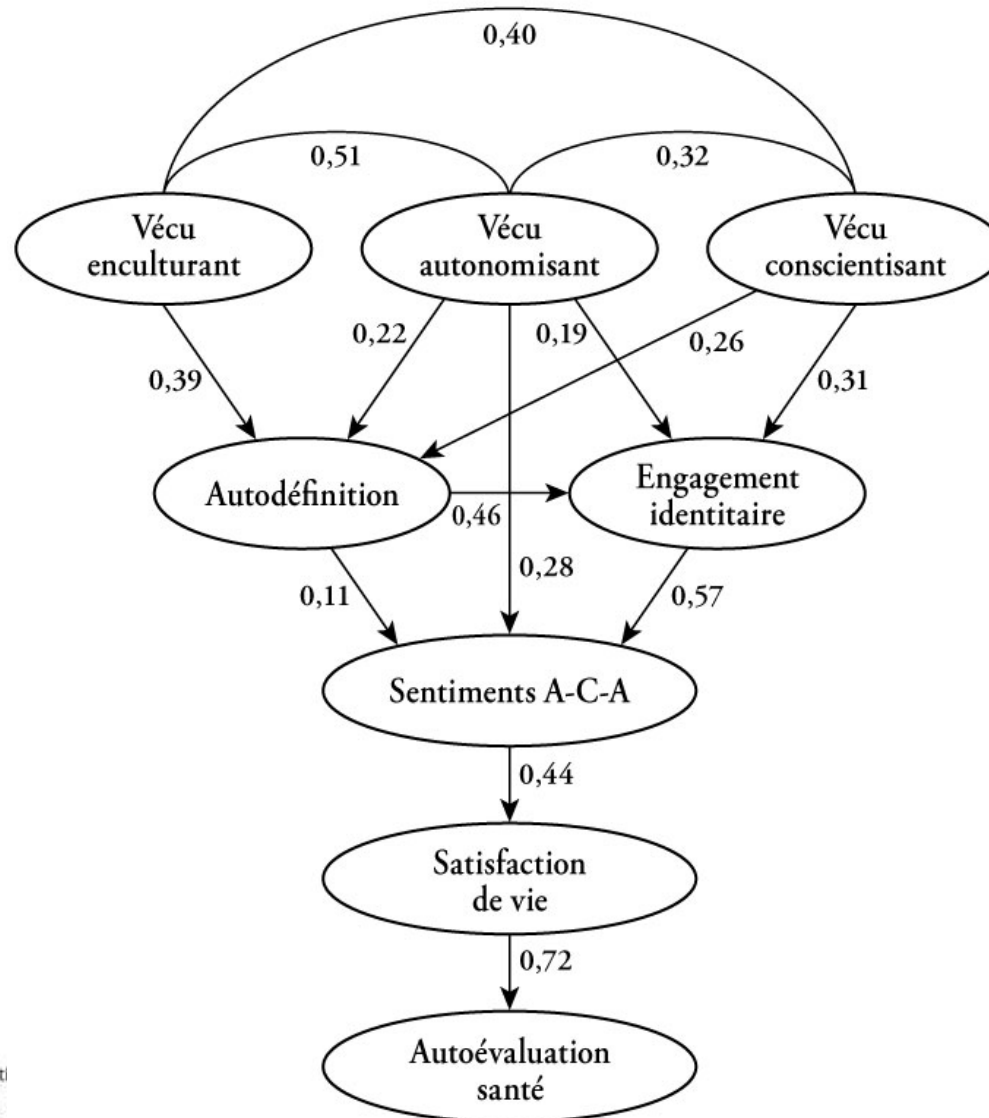 0,40
0,51
0,32
Vécu
enculturant
Vécu
autonomisant
Vécu
conscientisant
0,39
0,22
0,19
0,26
0,31
Autodéfinition
Engagement
identitaire
0,46
0,11
0,28
0,57
Sentiments A-C-A
0,44
Satisfaction
de vie
0,72
Autoévaluation
santé